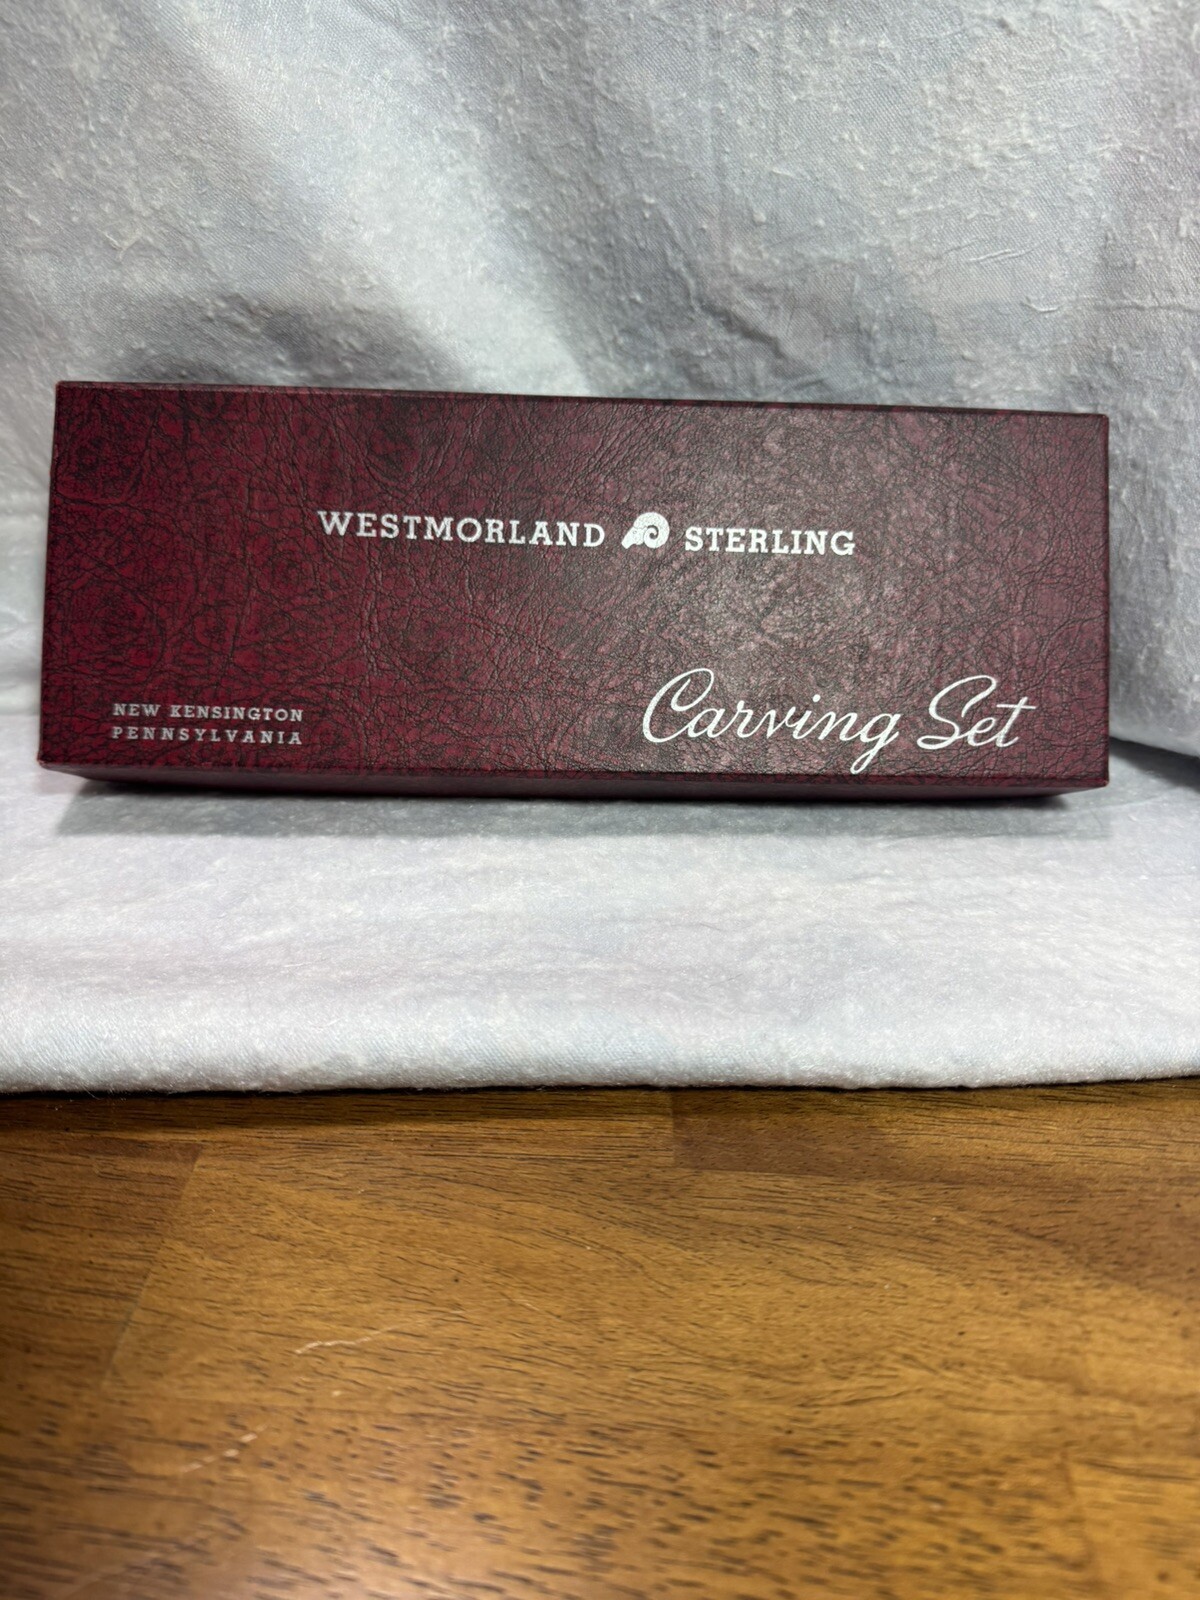 WESTMORLAND STERLING
NEW KENSINGTON
PENNSYLVANIA
Carving Set